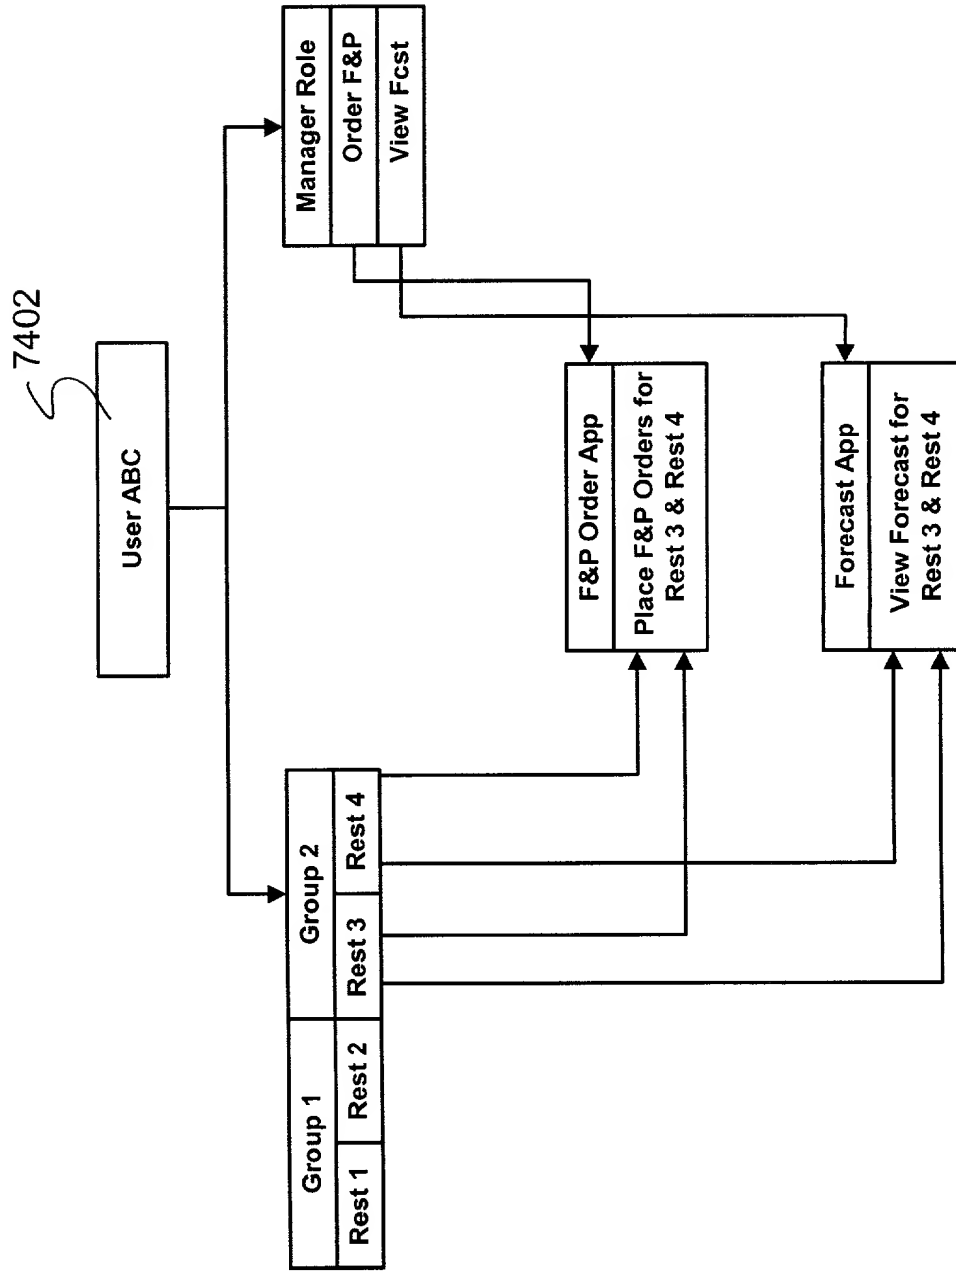 7402
User ABC
Group 1
Group 2
Rest 1
Rest 2
Rest 3
Rest 4
Manager Role
Order F&P
View Fcst
F&P Order App
Place F&P Orders for
Rest 3 & Rest 4
Forecast App
View Forecast for
Rest 3 & Rest 4